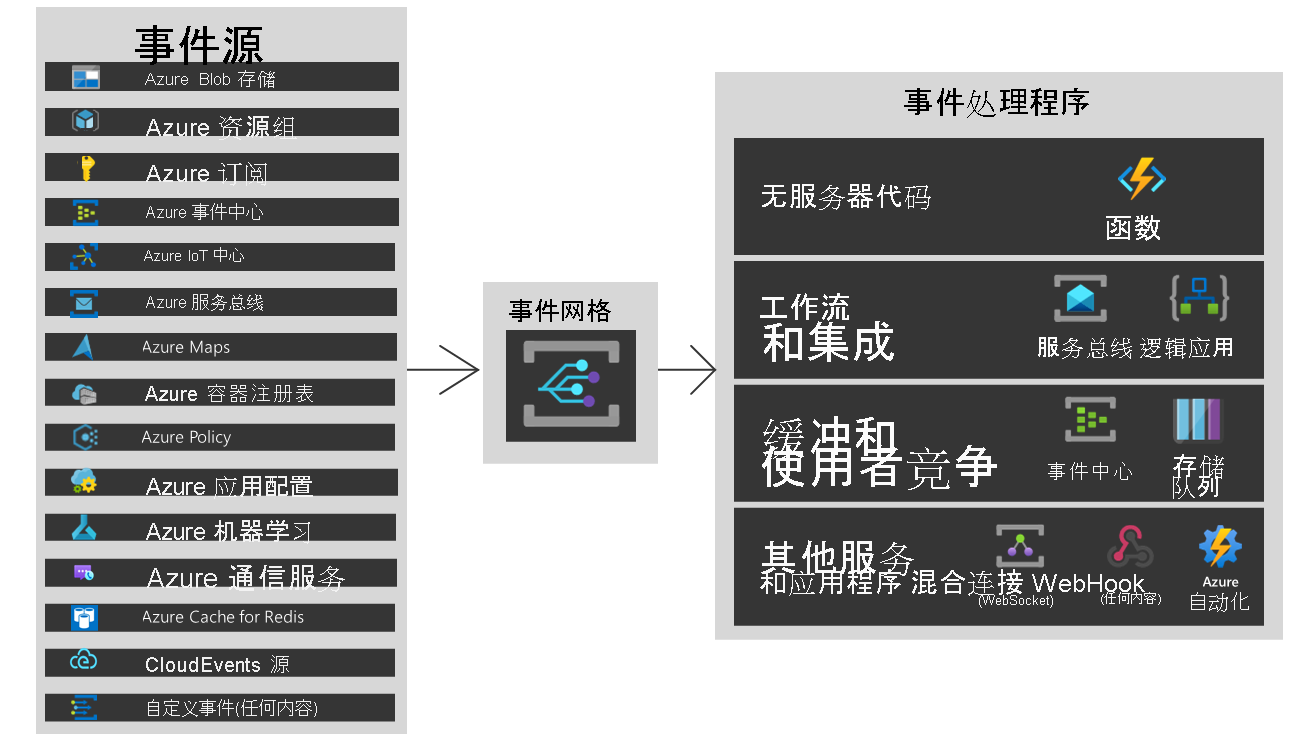 事件源
Azure Blob 存储
Azure 资源组
Azure 订阅
Azure 事件中心
Azure IoT 中心
Azure 服务总线
Azure Maps
Azure 容器注册表
Azure Policy
Azure 应用配置
Azure 机器学习
Azure 通信服务
Azure Cache for Redis
CloudEvents 源
自定义事件(任何内容)
事件网格
事件处理程序
无服务器代码
函数
工作流
和集成
服务总线 逻辑应用
缓冲和
使用者竞争
事件中心
存储
队列
其他服务
和应用程序 混合连接 WebHook
(WebSocket)
(任何内容)
Azure
自动化